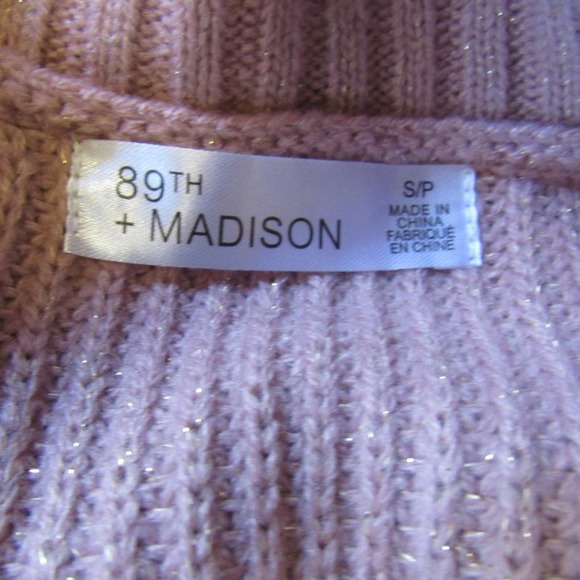 89TH
+ MADISON
S/P
MADE IN
CHINA
FABRIQUÉ
EN CHINE